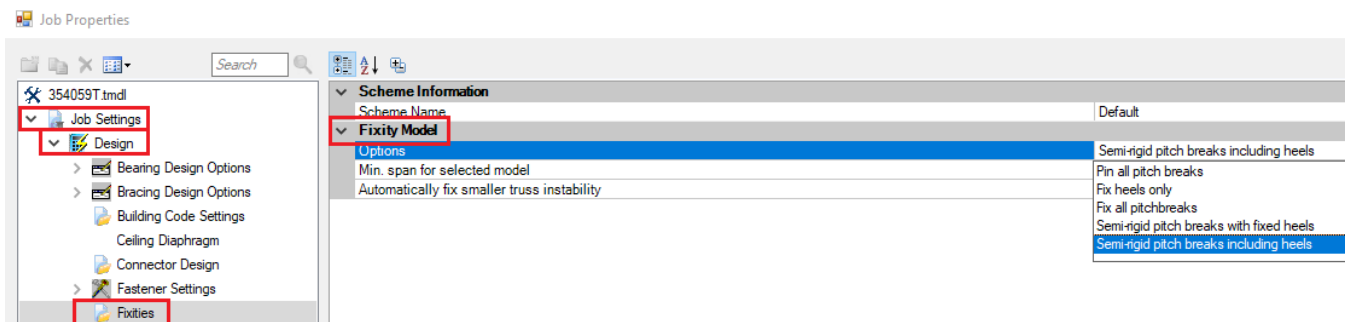 Job Properties
Search
354059T.tmdl
Job Settings
Design
Bearing Design Options
Bracing Design Options
Building Code Settings
Ceiling Diaphragm
Connector Design
Fastener Settings
Fixities
Scheme Information
Scheme Name Default
Fixity Model
Options Semi-rigid pitch breaks including heels
Min. span for selected model
Automatically fix smaller truss instability
Pin all pitch breaks
Fix heels only
Fix all pitchbreaks
Semi-rigid pitch breaks with fixed heels
Semi-rigid pitch breaks including heels